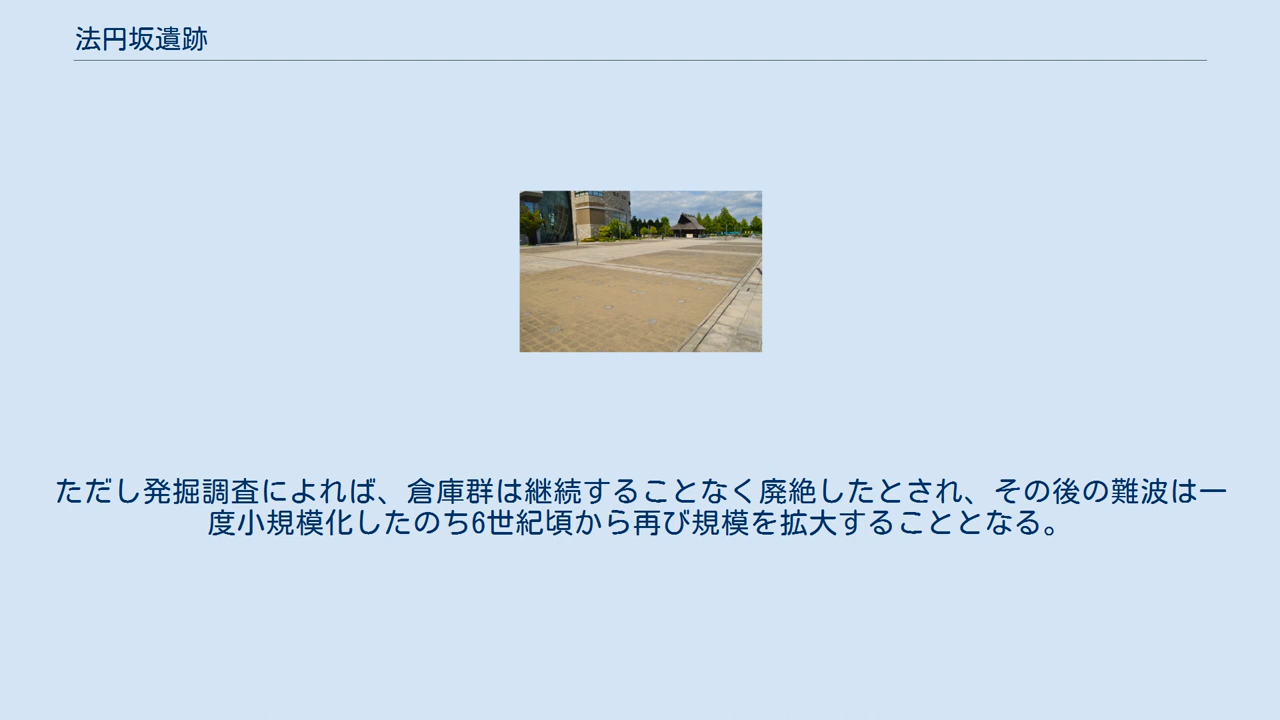 法円坂遺跡
ただし発掘調査によれば、倉庫群は継続することなく廃絶したとされ、その後の難波は一
度小規模化したのち6世紀頃から再び規模を拡大することとなる。